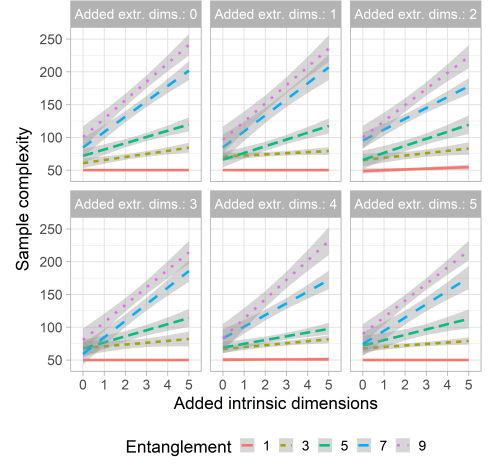 Added extr. dims.: 0
Added extr. dims.: 1
Added extr. dims.: 2
250
200
150
100
50
Sample complexity
Added extr. dims.: 3
Added extr. dims.: 4
Added extr. dims.: 5
250
200
150
100
50
0 1 2 3 4 5 0 1 2 3 4 5 0 1 2 3 4 5
Added intrinsic dimensions
Entanglement 1 3 5 7 9